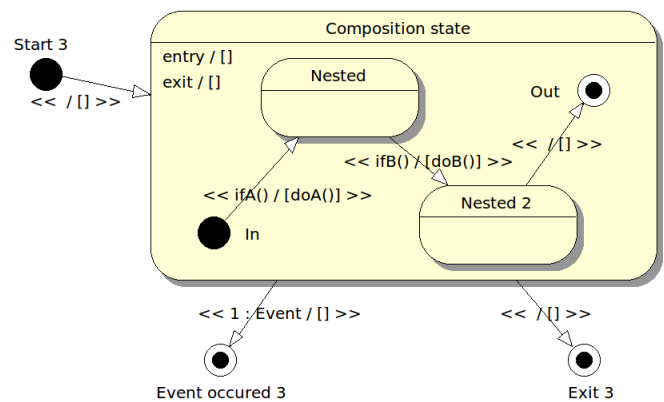 Composition state
Start 3
entry / []
exit / []
<<  / [] >>
Nested
Out
<<  / [] >>
<< ifB() / [doB()] >>
<< ifA() / [doA()] >>
Nested 2
In
<< 1 : Event / [] >>
<<  / [] >>
Event occured 3
Exit 3